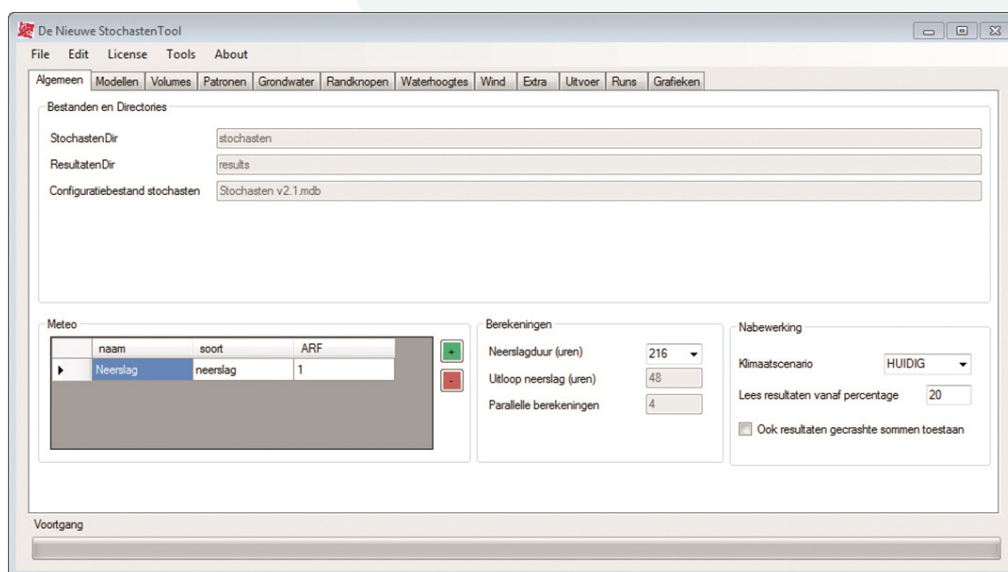 De Nieuwe StochastenTool
File Edit License Tools About
Algemeen Modellen Volumes Patronen Grondwater Randknopen Waterhoogtes Wind Extra Uitvoer Runs Grafieken
Bestanden en Directories
StochastenDir stochasten
ResultatenDir results
Configuratiebestand stochasten Stochasten v2.1.mdb
Meteo
naam soort ARF
Neerslag neerslag 1
+
-
Berekeningen
Neerslagduur (uren) 216
Uitloop neerslag (uren) 48
Parallelle berekeningen 4
Nabewerking
Klimaatscenario HUIDIG
Lees resultaten vanaf percentage 20
Ook resultaten gecrashte sommen toestaan
Voortgang